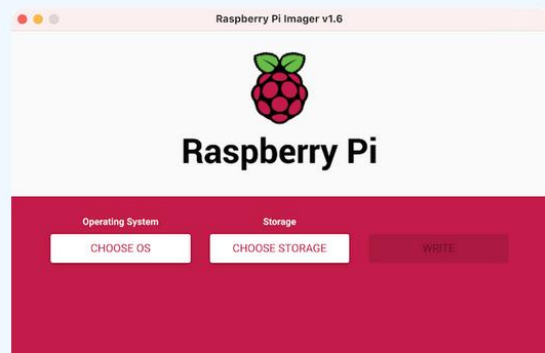 Raspberry Pi Imager v1.6
Raspberry Pi
Operating System
Storage
CHOOSE OS
CHOOSE STORAGE
WRITE